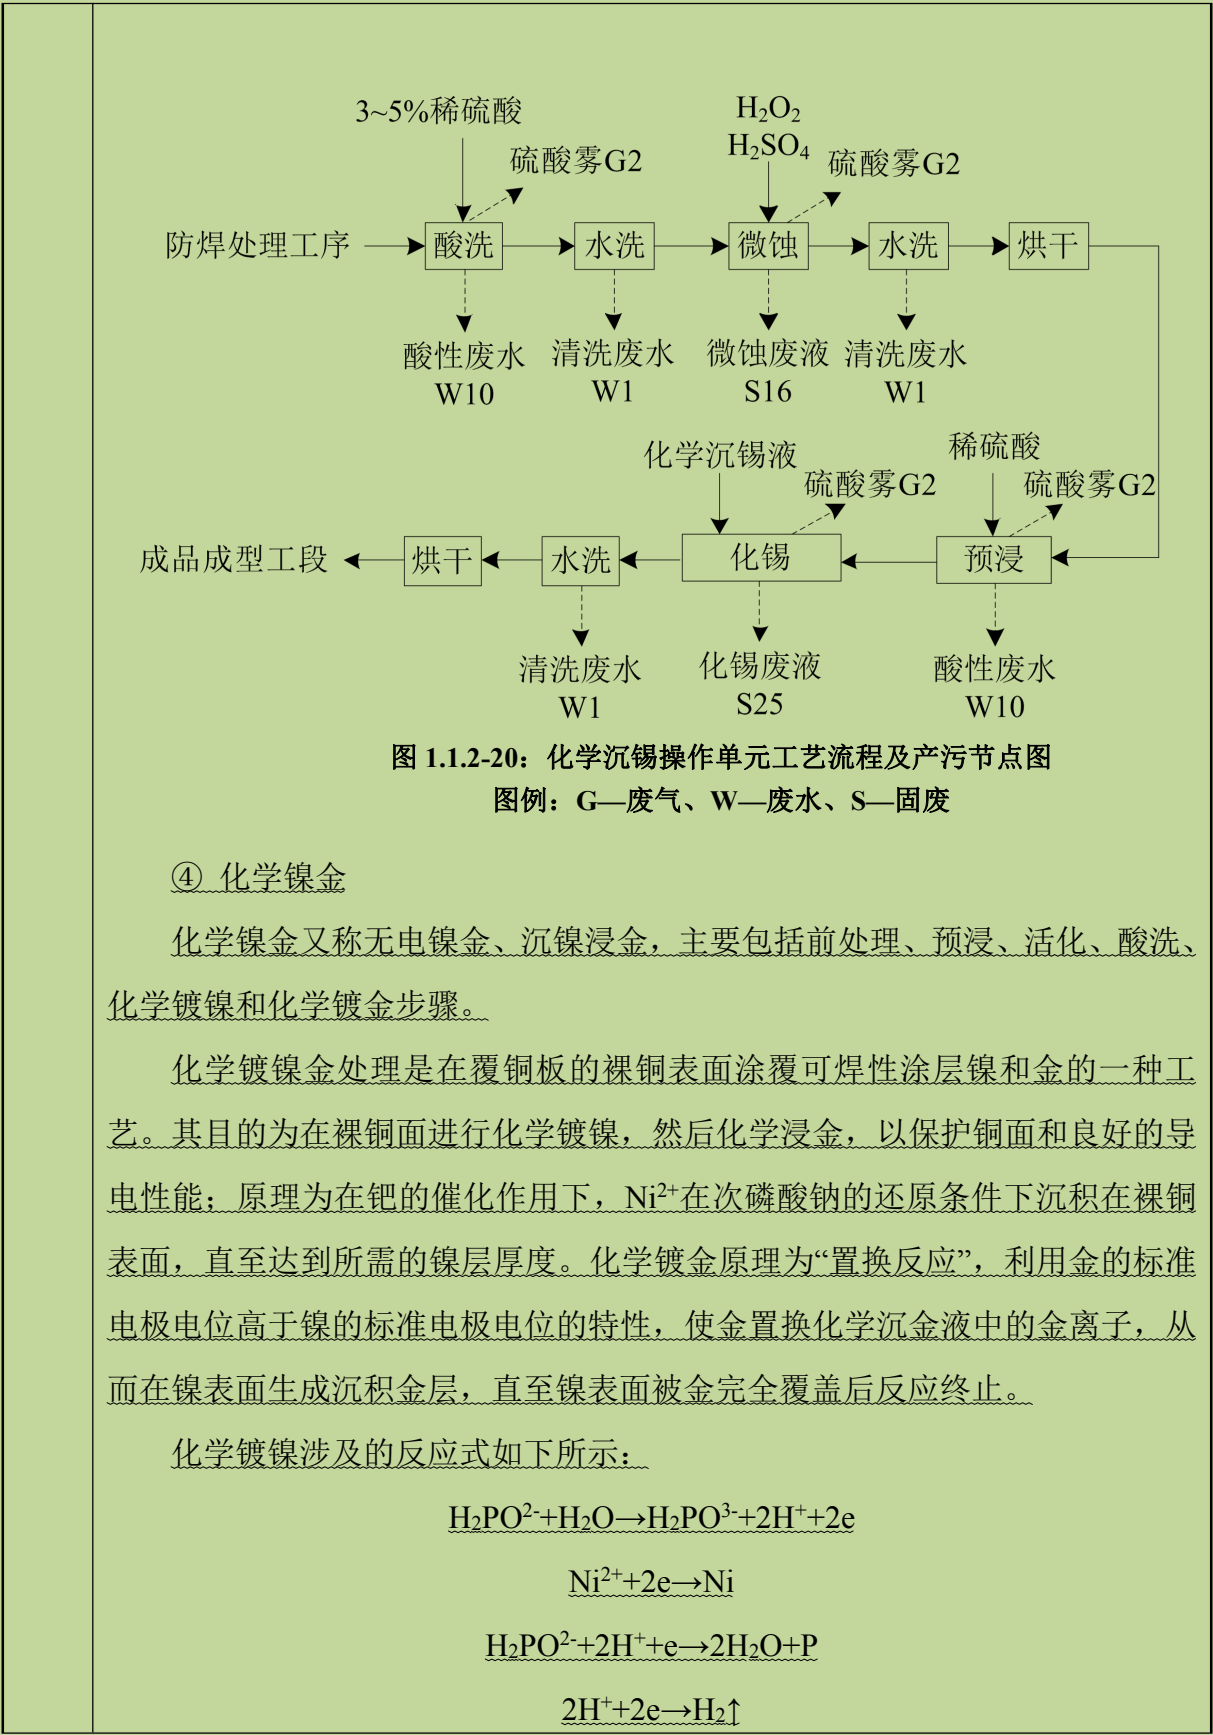 3~5%稀硫酸
硫酸雾G2
H₂O₂
H₂SO₄
硫酸雾G2
防焊处理工序
酸洗
水洗
微蚀
水洗
烘干
酸性废水
W10
清洗废水
W1
微蚀废液
S16
清洗废水
W1
化学沉锡液
硫酸雾G2
稀硫酸
硫酸雾G2
成品成型工段
烘干
水洗
化锡
预浸
清洗废水
W1
化锡废液
S25
酸性废水
W10
图 1.1.2-20：化学沉锡操作单元工艺流程及产污节点图
图例：G—废气、W—废水、S—固废
④ 化学镍金
化学镍金又称无电镍金、沉镍浸金，主要包括前处理、预浸、活化、酸洗、
化学镀镍和化学镀金步骤。
化学镀镍金处理是在覆铜板的裸铜表面涂覆可焊性涂层镍和金的一种工
艺。其目的为在裸铜面进行化学镀镍，然后化学浸金，以保护铜面和良好的导
电性能；原理为在钯的催化作用下，Ni²⁺在次磷酸钠的还原条件下沉积在裸铜
表面，直至达到所需的镍层厚度。化学镀金原理为“置换反应”，利用金的标准
电极电位高于镍的标准电极电位的特性，使金置换化学沉金液中的金离子，从
而在镍表面生成沉积金层，直至镍表面被金完全覆盖后反应终止。
化学镀镍涉及的反应式如下所示：
H₂PO²⁻+H₂O→H₂PO³⁻+2H⁺+2e
Ni²⁺+2e→Ni
H₂PO²⁻+2H⁺+e→2H₂O+P
2H⁺+2e→H₂↑